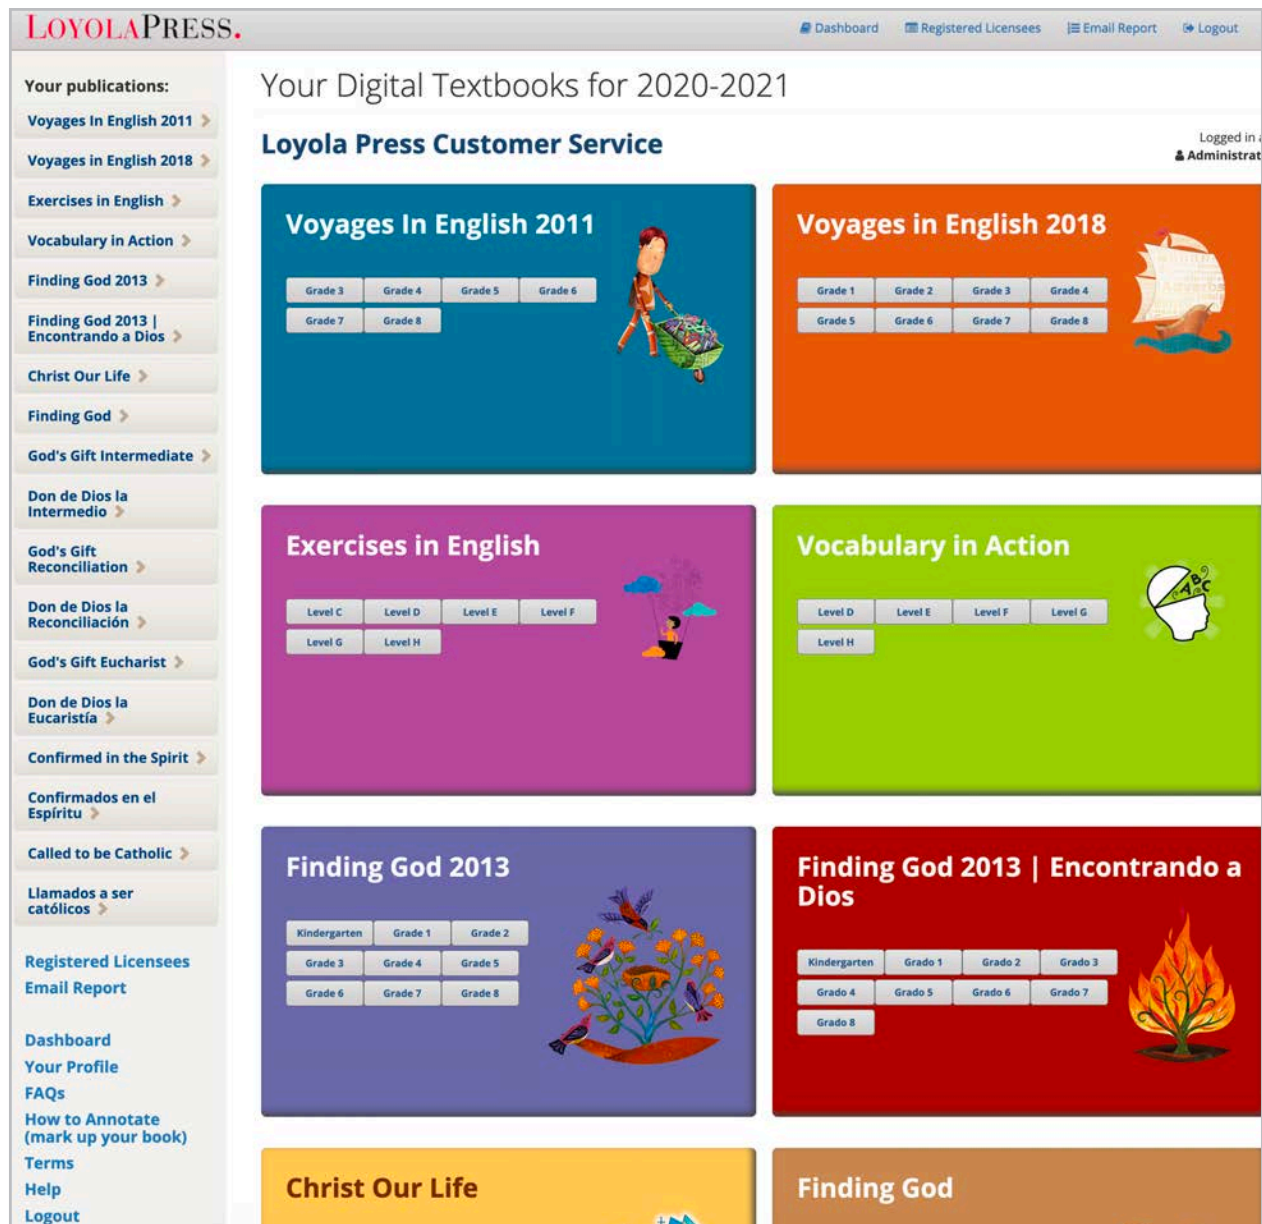 LOYOLAPRESS.
Dashboard Registered Licensees Email Report Logout
Your publications:
Voyages In English 2011
Voyages in English 2018
Exercises in English
Vocabulary in Action
Finding God 2013
Finding God 2013 |
Encontrando a Dios
Christ Our Life
Finding God
God's Gift Intermediate
Don de Dios la
Intermedio
God's Gift
Reconciliation
Don de Dios la
Reconciliación
God's Gift Eucharist
Don de Dios la
Eucaristía
Confirmed in the Spirit
Confirmados en el
Espíritu
Called to be Catholic
Llamados a ser
católicos
Registered Licensees
Email Report
Dashboard
Your Profile
FAQs
How to Annotate
(mark up your book)
Terms
Help
Logout
Your Digital Textbooks for 2020-2021
Loyola Press Customer Service
Logged in a
Administrat
Voyages In English 2011
Grade 3 Grade 4 Grade 5 Grade 6
Grade 7 Grade 8
Voyages in English 2018
Grade 1 Grade 2 Grade 3 Grade 4
Grade 5 Grade 6 Grade 7 Grade 8
Adverbs
Exercises in English
Level C Level D Level E Level F
Level G Level H
Vocabulary in Action
Level D Level E Level F Level G
Level H
A B C
Finding God 2013
Kindergarten Grade 1 Grade 2
Grade 3 Grade 4 Grade 5
Grade 6 Grade 7 Grade 8
Finding God 2013 | Encontrando a
Dios
Kindergarten Grado 1 Grado 2 Grado 3
Grado 4 Grado 5 Grado 6 Grado 7
Grado 8
Christ Our Life
Finding God